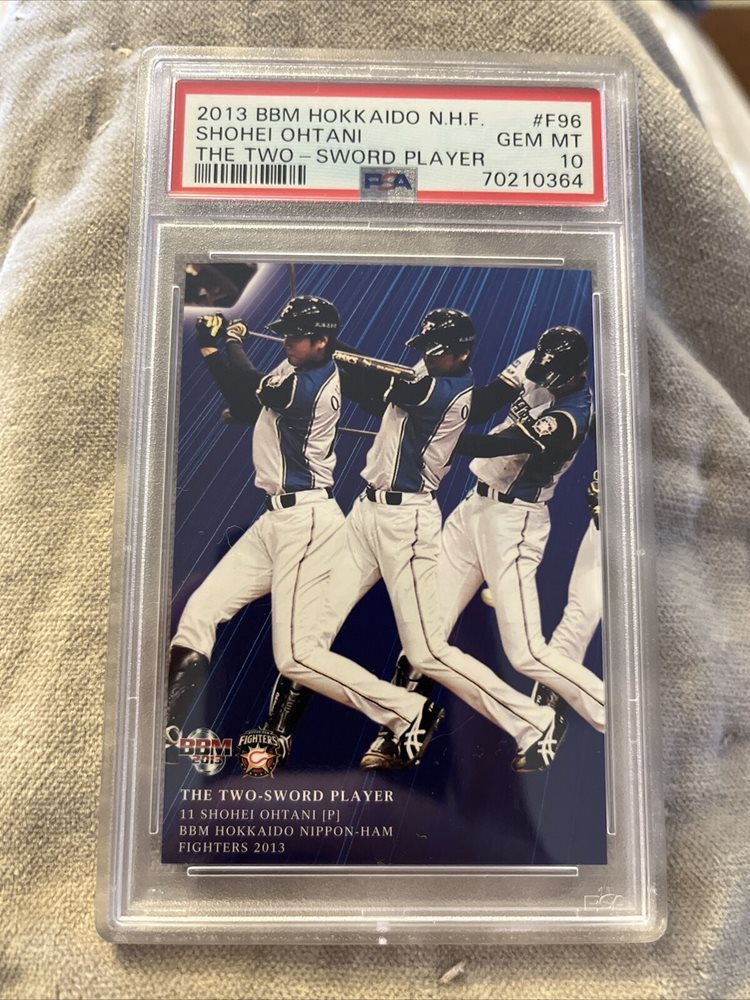 2013 BBM HOKKAIDO N.H.F. #F96
SHOHEI OHTANI GEM MT
THE TWO-SWORD PLAYER 10
PSA 70210364
BBM
2013
FIGHTERS
THE TWO-SWORD PLAYER
11 SHOHEI OHTANI [P]
BBM HOKKAIDO NIPPON-HAM
FIGHTERS 2013